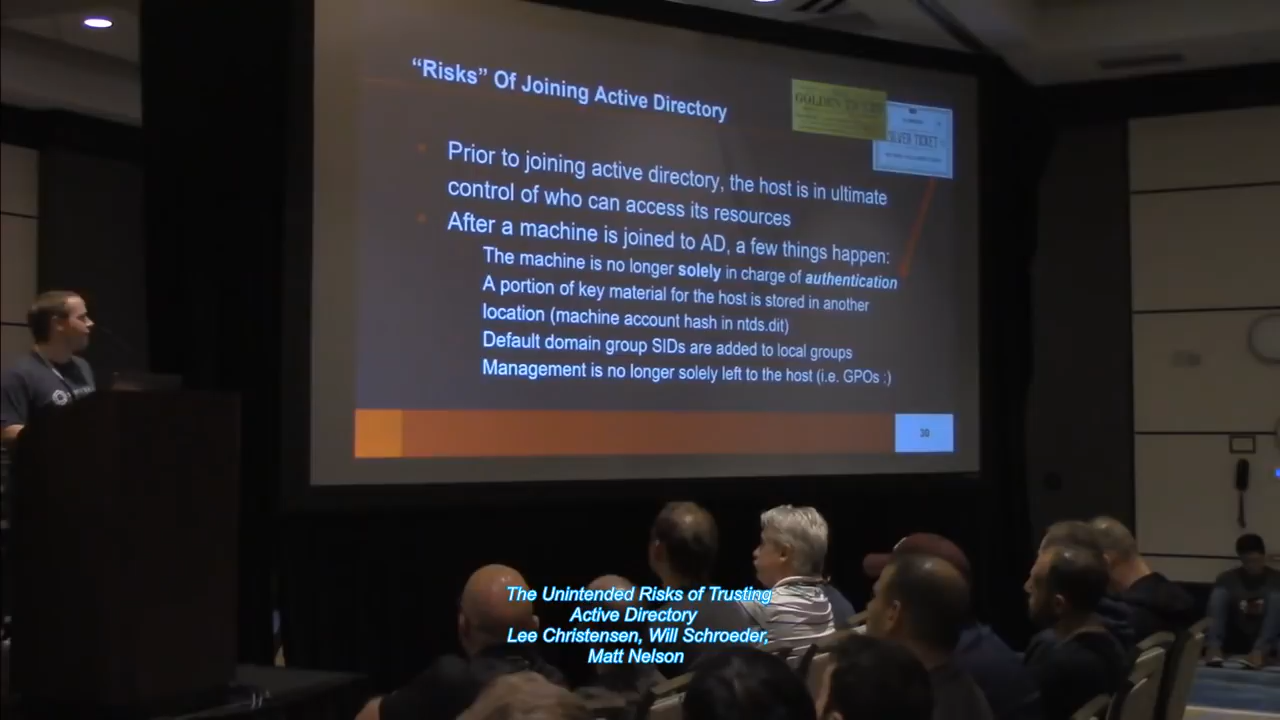 “Risks” Of Joining Active Directory
GOLDEN
SILVER TICKET
Prior to joining active directory, the host is in ultimate
control of who can access its resources
After a machine is joined to AD, a few things happen:
The machine is no longer solely in charge of authentication
A portion of key material for the host is stored in another
location (machine account hash in ntds.dit)
Default domain group SIDs are added to local groups
Management is no longer solely left to the host (i.e. GPOs :)
30
The Unintended Risks of Trusting
Active Directory
Lee Christensen, Will Schroeder,
Matt Nelson